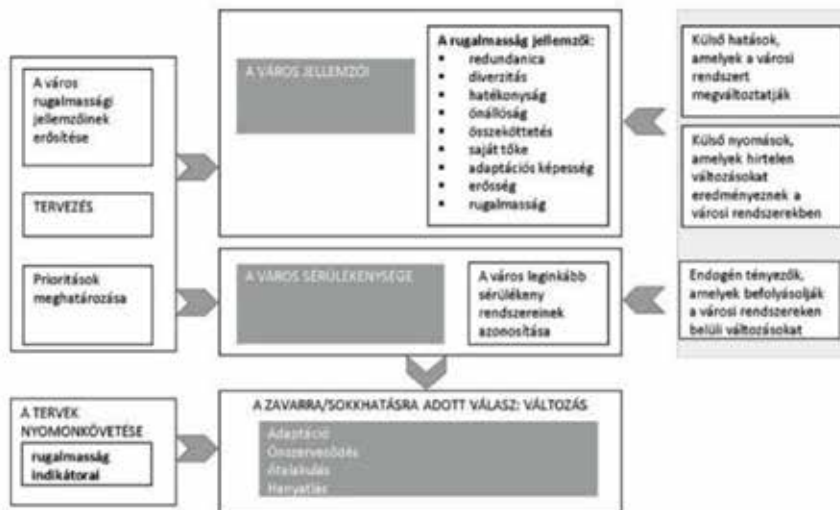 A város
rugalmassági
jellemzőinek
erősítése
TERVEZÉS
Prioritások
meghatározása
A VÁROS JELLEMZŐI
A rugalmasság jellemzői:
redundanica
diverzitás
hatékonyság
önállóság
összeköttetés
saját tőke
adaptációs képesség
erősség
rugalmasság
Külső hatások,
amelyek a városi
rendszert
megváltoztatják
Külső nyomások,
amelyek hirtelen
változásokat
eredményeznek a
városi rendszerekben
A VÁROS SÉRÜLÉKENYSÉGE
A város leginkább
sérülékeny
rendszereinek
azonosítása
Endogén tényezők,
amelyek befolyásolják
a városi rendszereken
belüli változásokat
A TERVEK
NYOMONKÖVETÉSE
rugalmasság
indikátorai
A ZAVARRA/SOKKHATÁSRA ADOTT VÁLASZ: VÁLTOZÁS
Adaptáció
Önszerveződés
Átalakulás
Hanyatlás